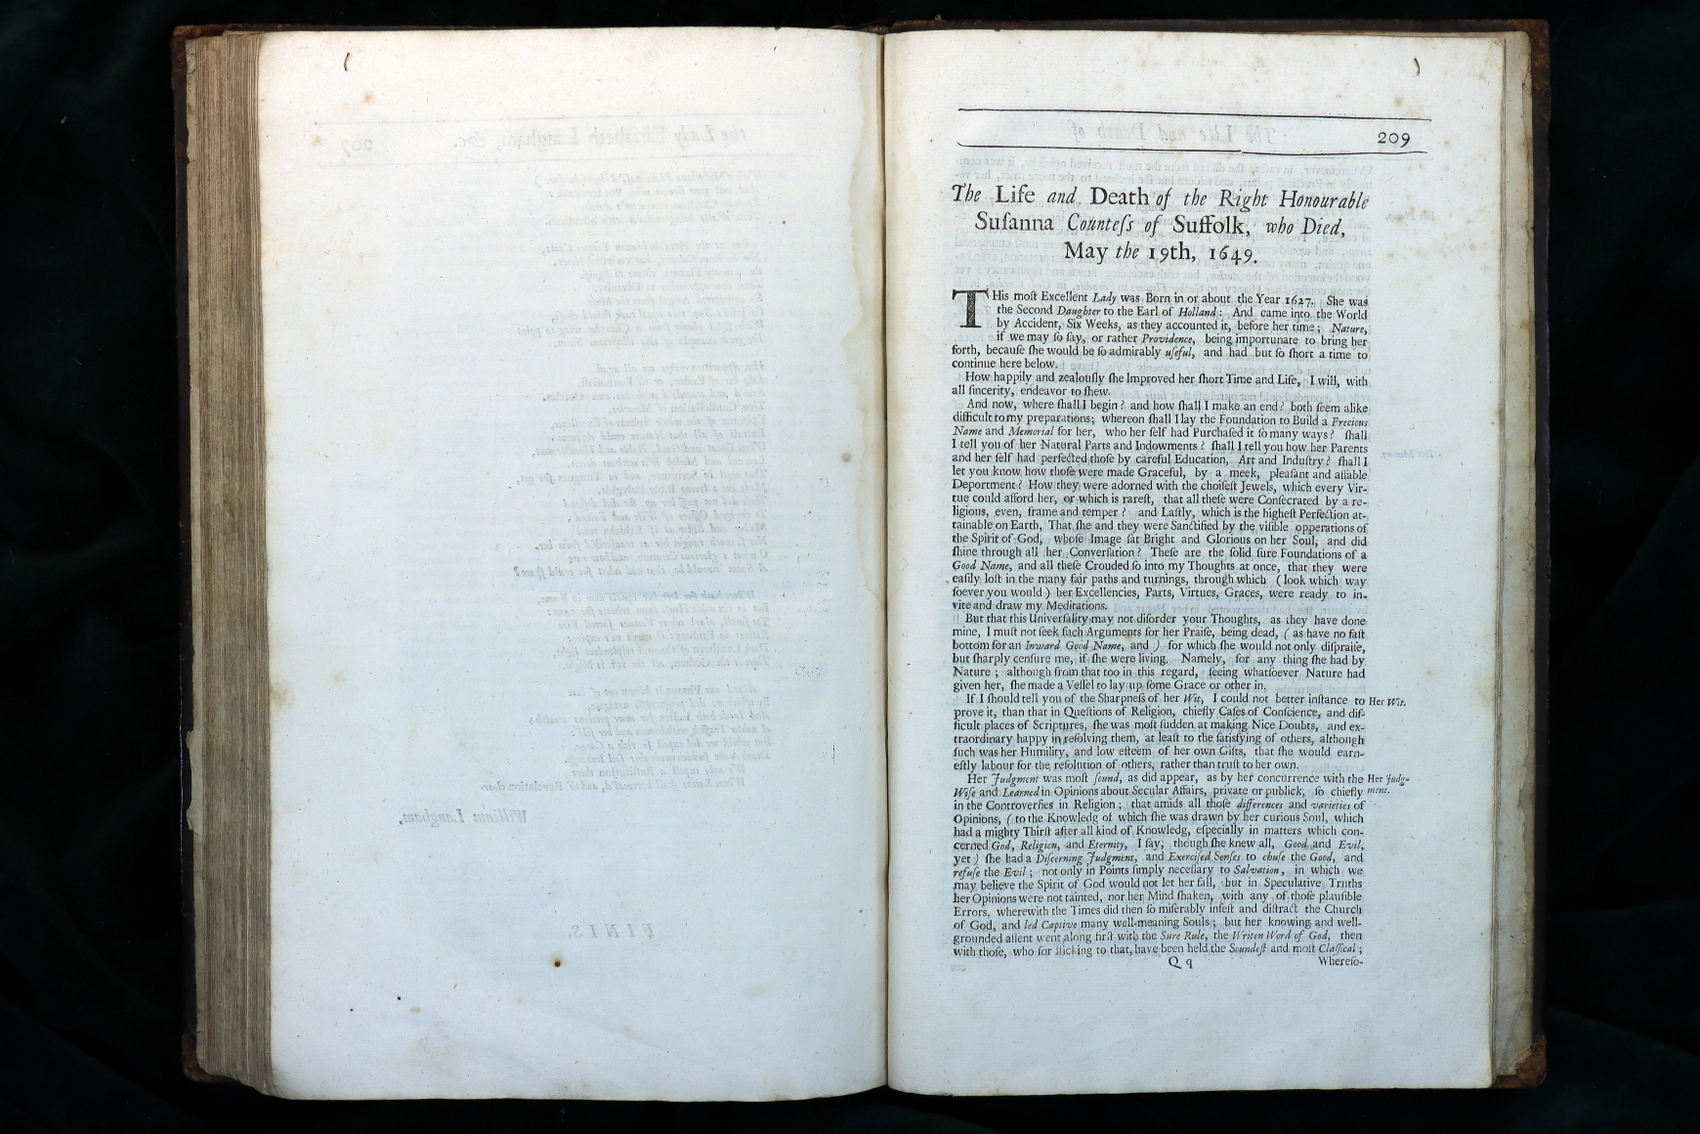 209
The Life and Death of the Right Honourable
Suſanna Counteſs of Suffolk, who Died,
May the 19th, 1649.
THis moſt Excellent Lady was Born in or about the Year 1627. She was
the Second Daughter to the Earl of Holland: And came into the World
by Accident, Six Weeks, as they accounted it, before her time; Nature,
if we may ſo ſay, or rather Providence, being importunate to bring her
forth, becauſe ſhe would be ſo admirably uſeful, and had but ſo ſhort a time to
continue here below.
How happily and zealouſly ſhe Improved her ſhort Time and Life, I will, with
all ſincerity, endeavor to ſhew.
And now, where ſhall I begin? and how ſhall I make an end? both ſeem alike
difficult to my preparations; whereon ſhall I lay the Foundation to Build a Precious
Name and Memorial for her, who her ſelf had Purchaſed it ſo many ways? ſhall
I tell you of her Natural Parts and Indowments? ſhall I tell you how her Parents
and her ſelf had perfected thoſe by careful Education, Art and Induſtry? ſhall I
let you know how thoſe were made Graceful, by a meek, pleaſant and affable
Deportment? How they were adorned with the choiſeſt Jewels, which every Vir-
tue could afford her, or which is rareſt, that all theſe were Conſecrated by a re-
ligious, even, frame and temper? and Laſtly, which is the higheſt Perfection at-
tainable on Earth, That ſhe and they were Sanctified by the viſible opperations of
the Spirit of God, whoſe Image ſat Bright and Glorious on her Soul, and did
ſhine through all her Converſation? Theſe are the ſolid ſure Foundations of a
Good Name, and all theſe Crouded ſo into my Thoughts at once, that they were
eaſily loſt in the many fair paths and turnings, through which (look which way
ſoever you would) her Excellencies, Parts, Virtues, Graces, were ready to in-
vite and draw my Meditations.
But that this Univerſality may not diſorder your Thoughts, as they have done
mine, I muſt not ſeek ſuch Arguments for her Praiſe, being dead, (as have no faſt
bottom for an Inward Good Name, and) for which ſhe would not only diſpraiſe,
but ſharply cenſure me, if ſhe were living. Namely, for any thing ſhe had by
Nature; although from that too in this regard, ſeeing whatſoever Nature had
given her, ſhe made a Veſſel to lay up ſome Grace or other in.
If I ſhould tell you of the Sharpneſs of her Wit, I could not better inſtance to Her Wit.
prove it, than that in Queſtions of Religion, chiefly Caſes of Conſcience, and dif-
ficult places of Scriptures, ſhe was moſt ſudden at making Nice Doubts, and ex-
traordinary happy in reſolving them, at leaſt to the ſatisfying of others, although
ſuch was her Humility, and low eſteem of her own Gifts, that ſhe would earn-
eſtly labour for the reſolution of others, rather than truſt to her own.
Her Judgment was moſt ſound, as did appear, as by her concurrence with the Her Judg-
Wiſe and Learned in Opinions about Secular Affairs, private or publick, ſo chiefly ment.
in the Controverſies in Religion; that amids all thoſe differences and varieties of
Opinions, (to the Knowledg of which ſhe was drawn by her curious Soul, which
had a mighty Thirſt after all kind of Knowledg, eſpecially in matters which con-
cerned God, Religion, and Eternity, I ſay, though ſhe knew all, Good and Evil,
yet) ſhe had a Diſcerning Judgment, and Exerciſed Senſes to chuſe the Good, and
refuſe the Evil; not only in Points ſimply neceſſary to Salvation, in which we
may believe the Spirit of God would not let her fall, but in Speculative Truths
her Opinions were not tainted, nor her Mind ſhaken, with any of thoſe plauſible
Errors, wherewith the Times did then ſo miſerably infeſt and diſtract the Church
of God, and led Captive many well-meaning Souls; but her knowing and well-
grounded aſſent went along firſt with the Sure Rule, the Writen Word of God, then
with thoſe, who for ſticking to that, have been held the Soundeſt and moſt Claſſical;
Q q Whereſo-